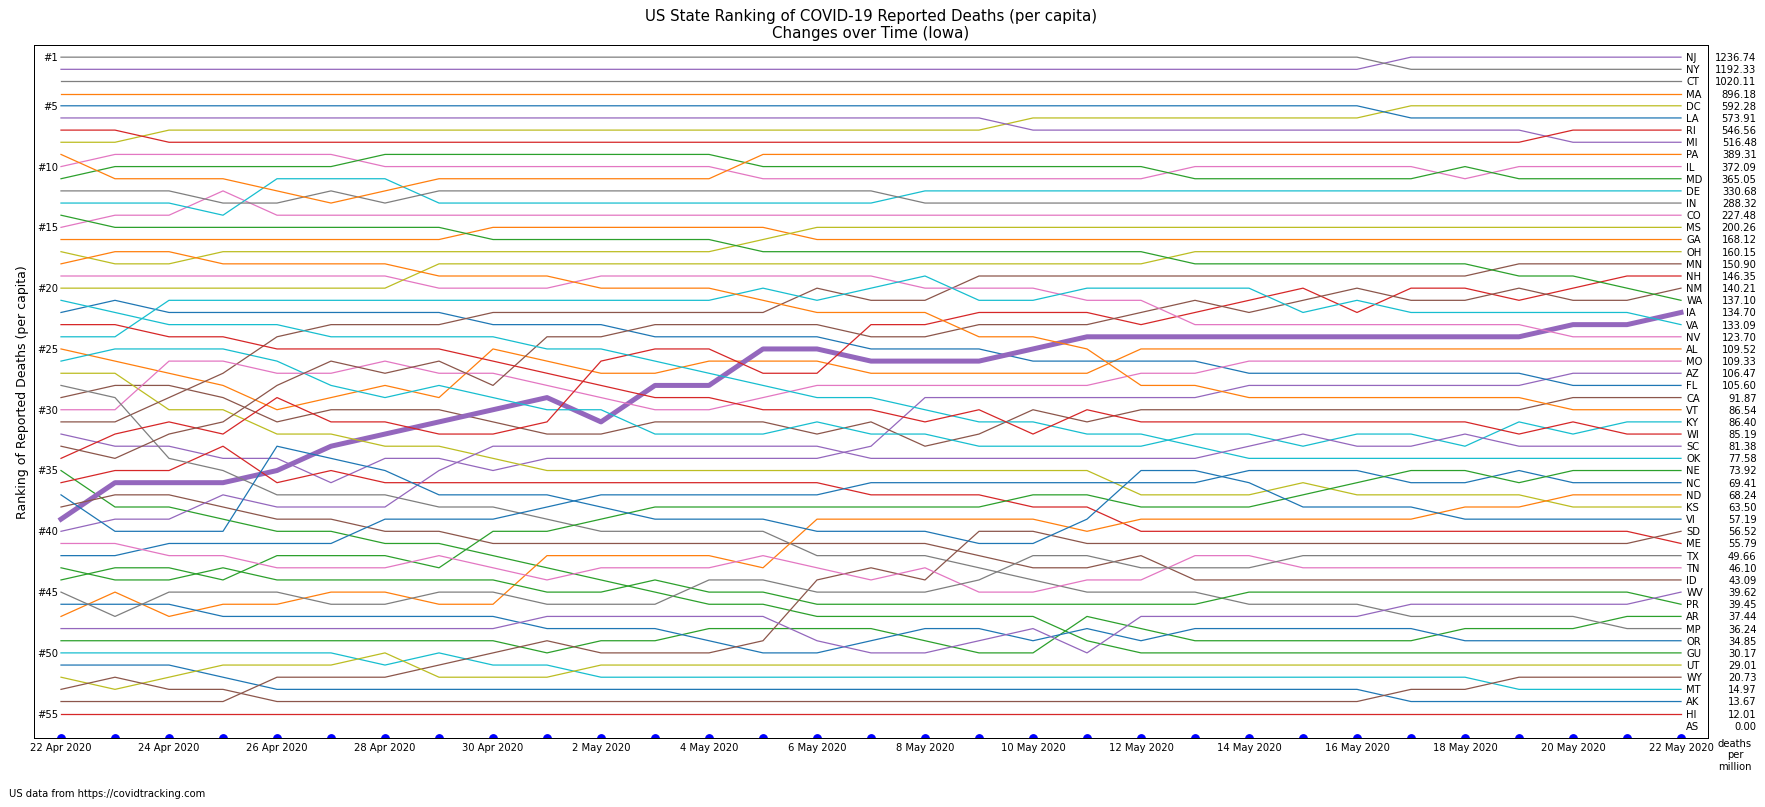 US State Ranking of COVID-19 Reported Deaths (per capita)
Changes over Time (Iowa)
Ranking of Reported Deaths (per capita)
#1
#5
#10
#15
#20
#25
#30
#35
#40
#45
#50
#55
NJ 1236.74
NY 1192.33
CT 1020.11
MA 896.18
DC 592.28
LA 573.91
RI 546.56
MI 516.48
PA 389.31
IL 372.09
MD 365.05
DE 330.68
IN 288.32
CO 227.48
MS 200.26
GA 168.12
OH 160.15
MN 150.90
NH 146.35
NM 140.21
WA 137.10
IA 134.70
VA 133.09
NV 123.70
AL 109.52
MO 109.33
AZ 106.47
FL 105.60
CA 91.87
VT 86.54
KY 86.40
WI 85.19
SC 81.38
OK 77.58
NE 73.92
NC 69.41
ND 68.24
KS 63.50
VI 57.19
SD 56.52
ME 55.79
TX 49.66
TN 46.10
ID 43.09
WV 39.62
PR 39.45
AR 37.44
MP 36.24
OR 34.85
GU 30.17
UT 29.01
WY 20.73
MT 14.97
AK 13.67
HI 12.01
AS 0.00
22 Apr 2020 24 Apr 2020 26 Apr 2020 28 Apr 2020 30 Apr 2020 2 May 2020 4 May 2020 6 May 2020 8 May 2020 10 May 2020 12 May 2020 14 May 2020 16 May 2020 18 May 2020 20 May 2020 22 May 2020
deaths
per
million
US data from https://covidtracking.com